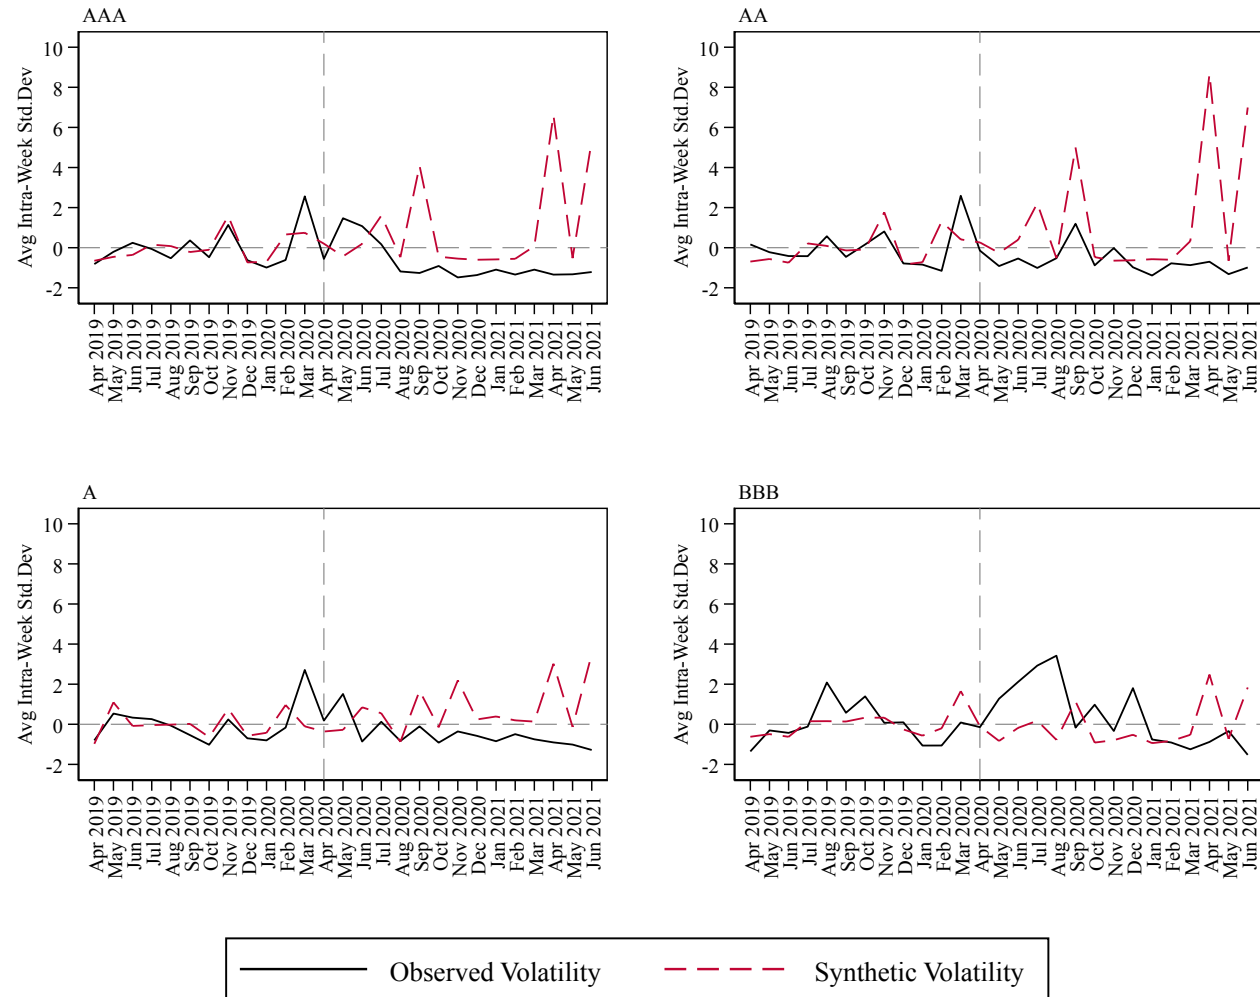 AAA
Avg Intra-Week Std.Dev
10
8
6
4
2
0
-2
Apr 2019
May 2019
Jun 2019
Jul 2019
Aug 2019
Sep 2019
Oct 2019
Nov 2019
Dec 2019
Jan 2020
Feb 2020
Mar 2020
Apr 2020
May 2020
Jun 2020
Jul 2020
Aug 2020
Sep 2020
Oct 2020
Nov 2020
Dec 2020
Jan 2021
Feb 2021
Mar 2021
Apr 2021
May 2021
Jun 2021
AA
Avg Intra-Week Std.Dev
10
8
6
4
2
0
-2
Apr 2019
May 2019
Jun 2019
Jul 2019
Aug 2019
Sep 2019
Oct 2019
Nov 2019
Dec 2019
Jan 2020
Feb 2020
Mar 2020
Apr 2020
May 2020
Jun 2020
Jul 2020
Aug 2020
Sep 2020
Oct 2020
Nov 2020
Dec 2020
Jan 2021
Feb 2021
Mar 2021
Apr 2021
May 2021
Jun 2021
A
Avg Intra-Week Std.Dev
10
8
6
4
2
0
-2
Apr 2019
May 2019
Jun 2019
Jul 2019
Aug 2019
Sep 2019
Oct 2019
Nov 2019
Dec 2019
Jan 2020
Feb 2020
Mar 2020
Apr 2020
May 2020
Jun 2020
Jul 2020
Aug 2020
Sep 2020
Oct 2020
Nov 2020
Dec 2020
Jan 2021
Feb 2021
Mar 2021
Apr 2021
May 2021
Jun 2021
BBB
Avg Intra-Week Std.Dev
10
8
6
4
2
0
-2
Apr 2019
May 2019
Jun 2019
Jul 2019
Aug 2019
Sep 2019
Oct 2019
Nov 2019
Dec 2019
Jan 2020
Feb 2020
Mar 2020
Apr 2020
May 2020
Jun 2020
Jul 2020
Aug 2020
Sep 2020
Oct 2020
Nov 2020
Dec 2020
Jan 2021
Feb 2021
Mar 2021
Apr 2021
May 2021
Jun 2021
Observed Volatility
Synthetic Volatility